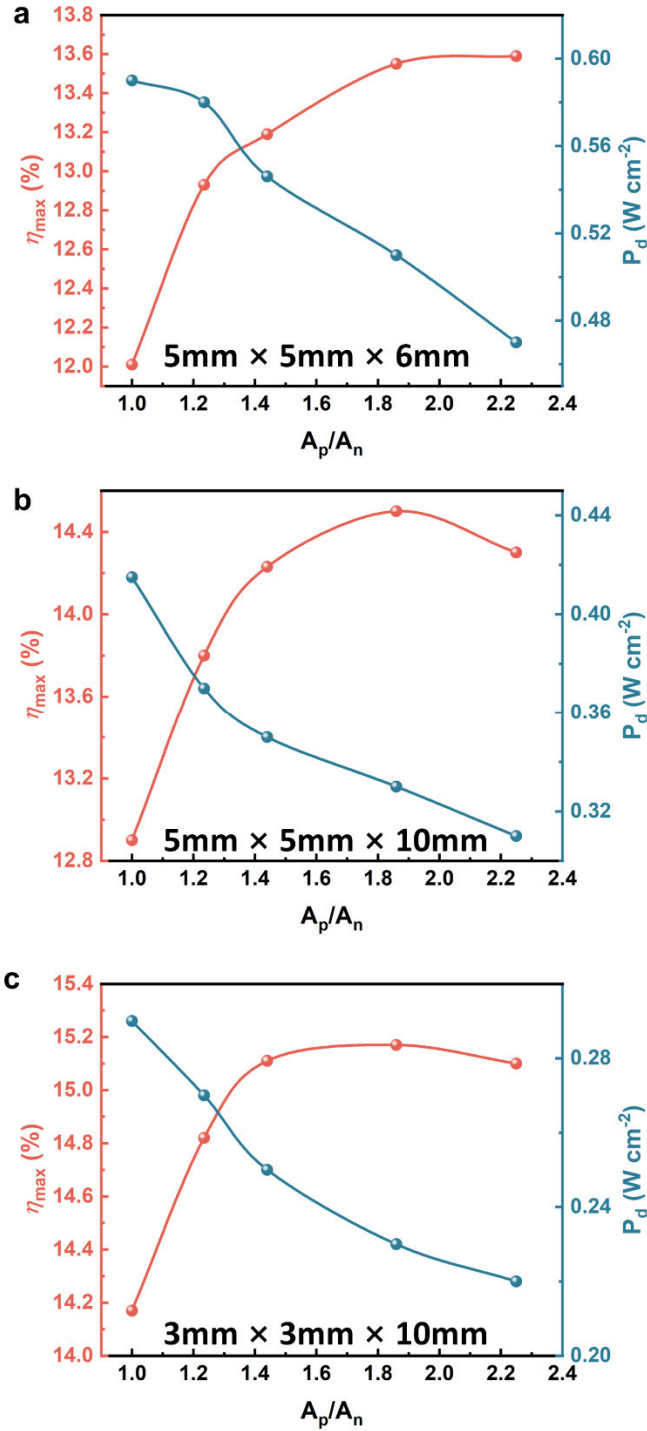 a
13.8
13.6
13.4
13.2
13.0
12.8
12.6
12.4
12.2
12.0
ηmax (%)
0.60
0.56
0.52
0.48
Pd (W cm-2)
5mm × 5mm × 6mm
1.0 1.2 1.4 1.6 1.8 2.0 2.2 2.4
Ap/An
b
14.4
14.0
13.6
13.2
12.8
ηmax (%)
0.44
0.40
0.36
0.32
Pd (W cm-2)
5mm × 5mm × 10mm
1.0 1.2 1.4 1.6 1.8 2.0 2.2 2.4
Ap/An
c
15.4
15.2
15.0
14.8
14.6
14.4
14.2
14.0
ηmax (%)
0.28
0.24
0.20
Pd (W cm-2)
3mm × 3mm × 10mm
1.0 1.2 1.4 1.6 1.8 2.0 2.2 2.4
Ap/An